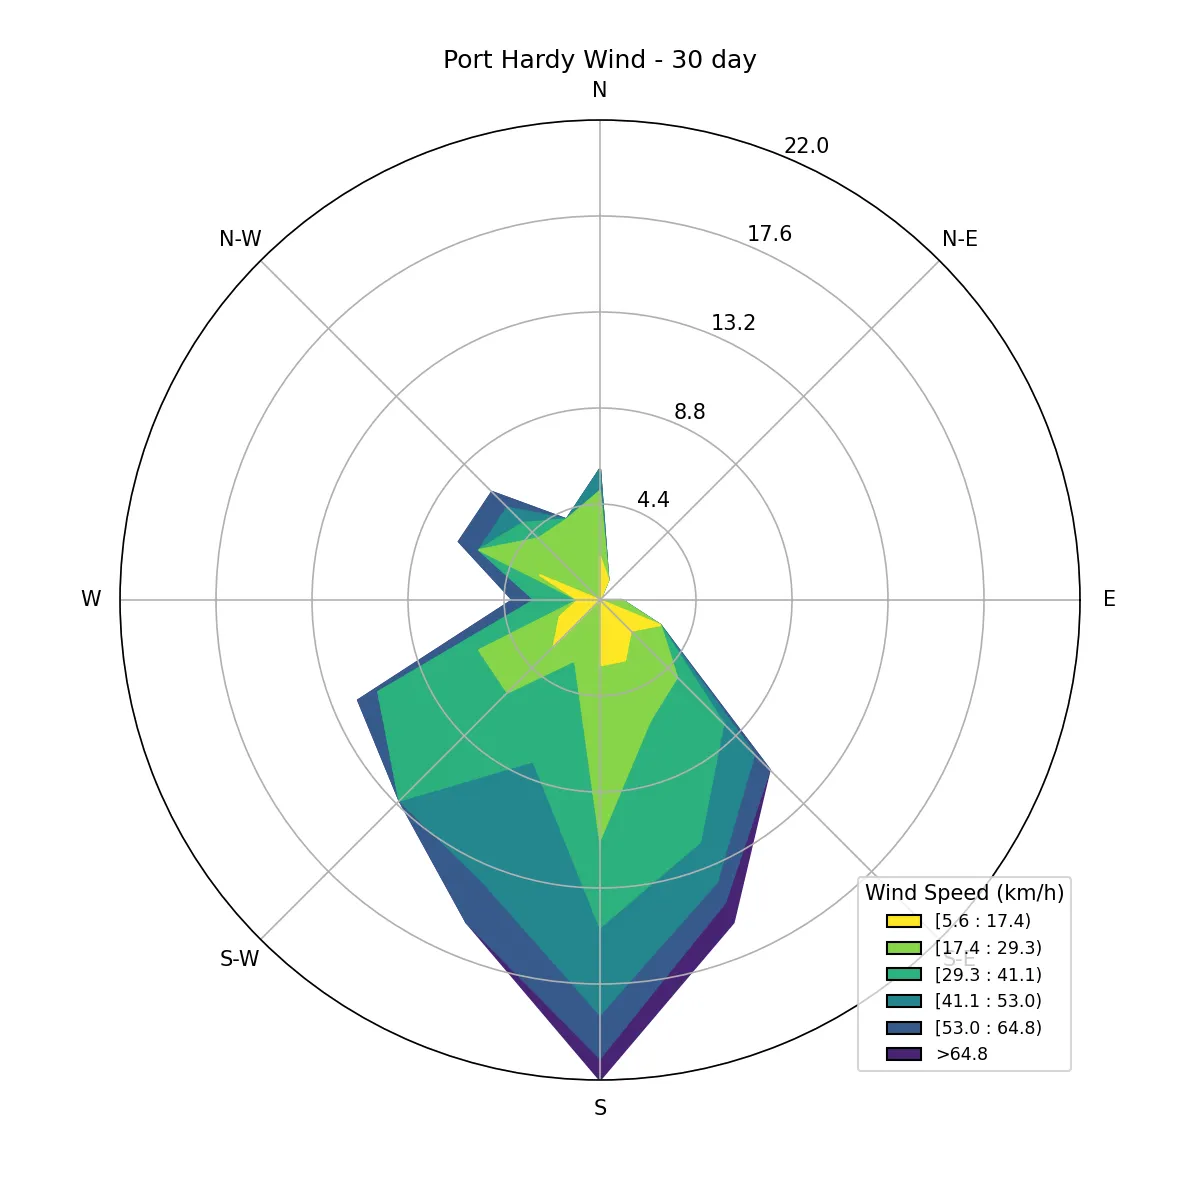 Port Hardy Wind - 30 day
N
22.0
N-W
17.6
N-E
13.2
8.8
4.4
W
E
Wind Speed (km/h)
[5.6 : 17.4)
[17.4 : 29.3)
S-W
S-E
[29.3 : 41.1)
[41.1 : 53.0)
[53.0 : 64.8)
>64.8
S